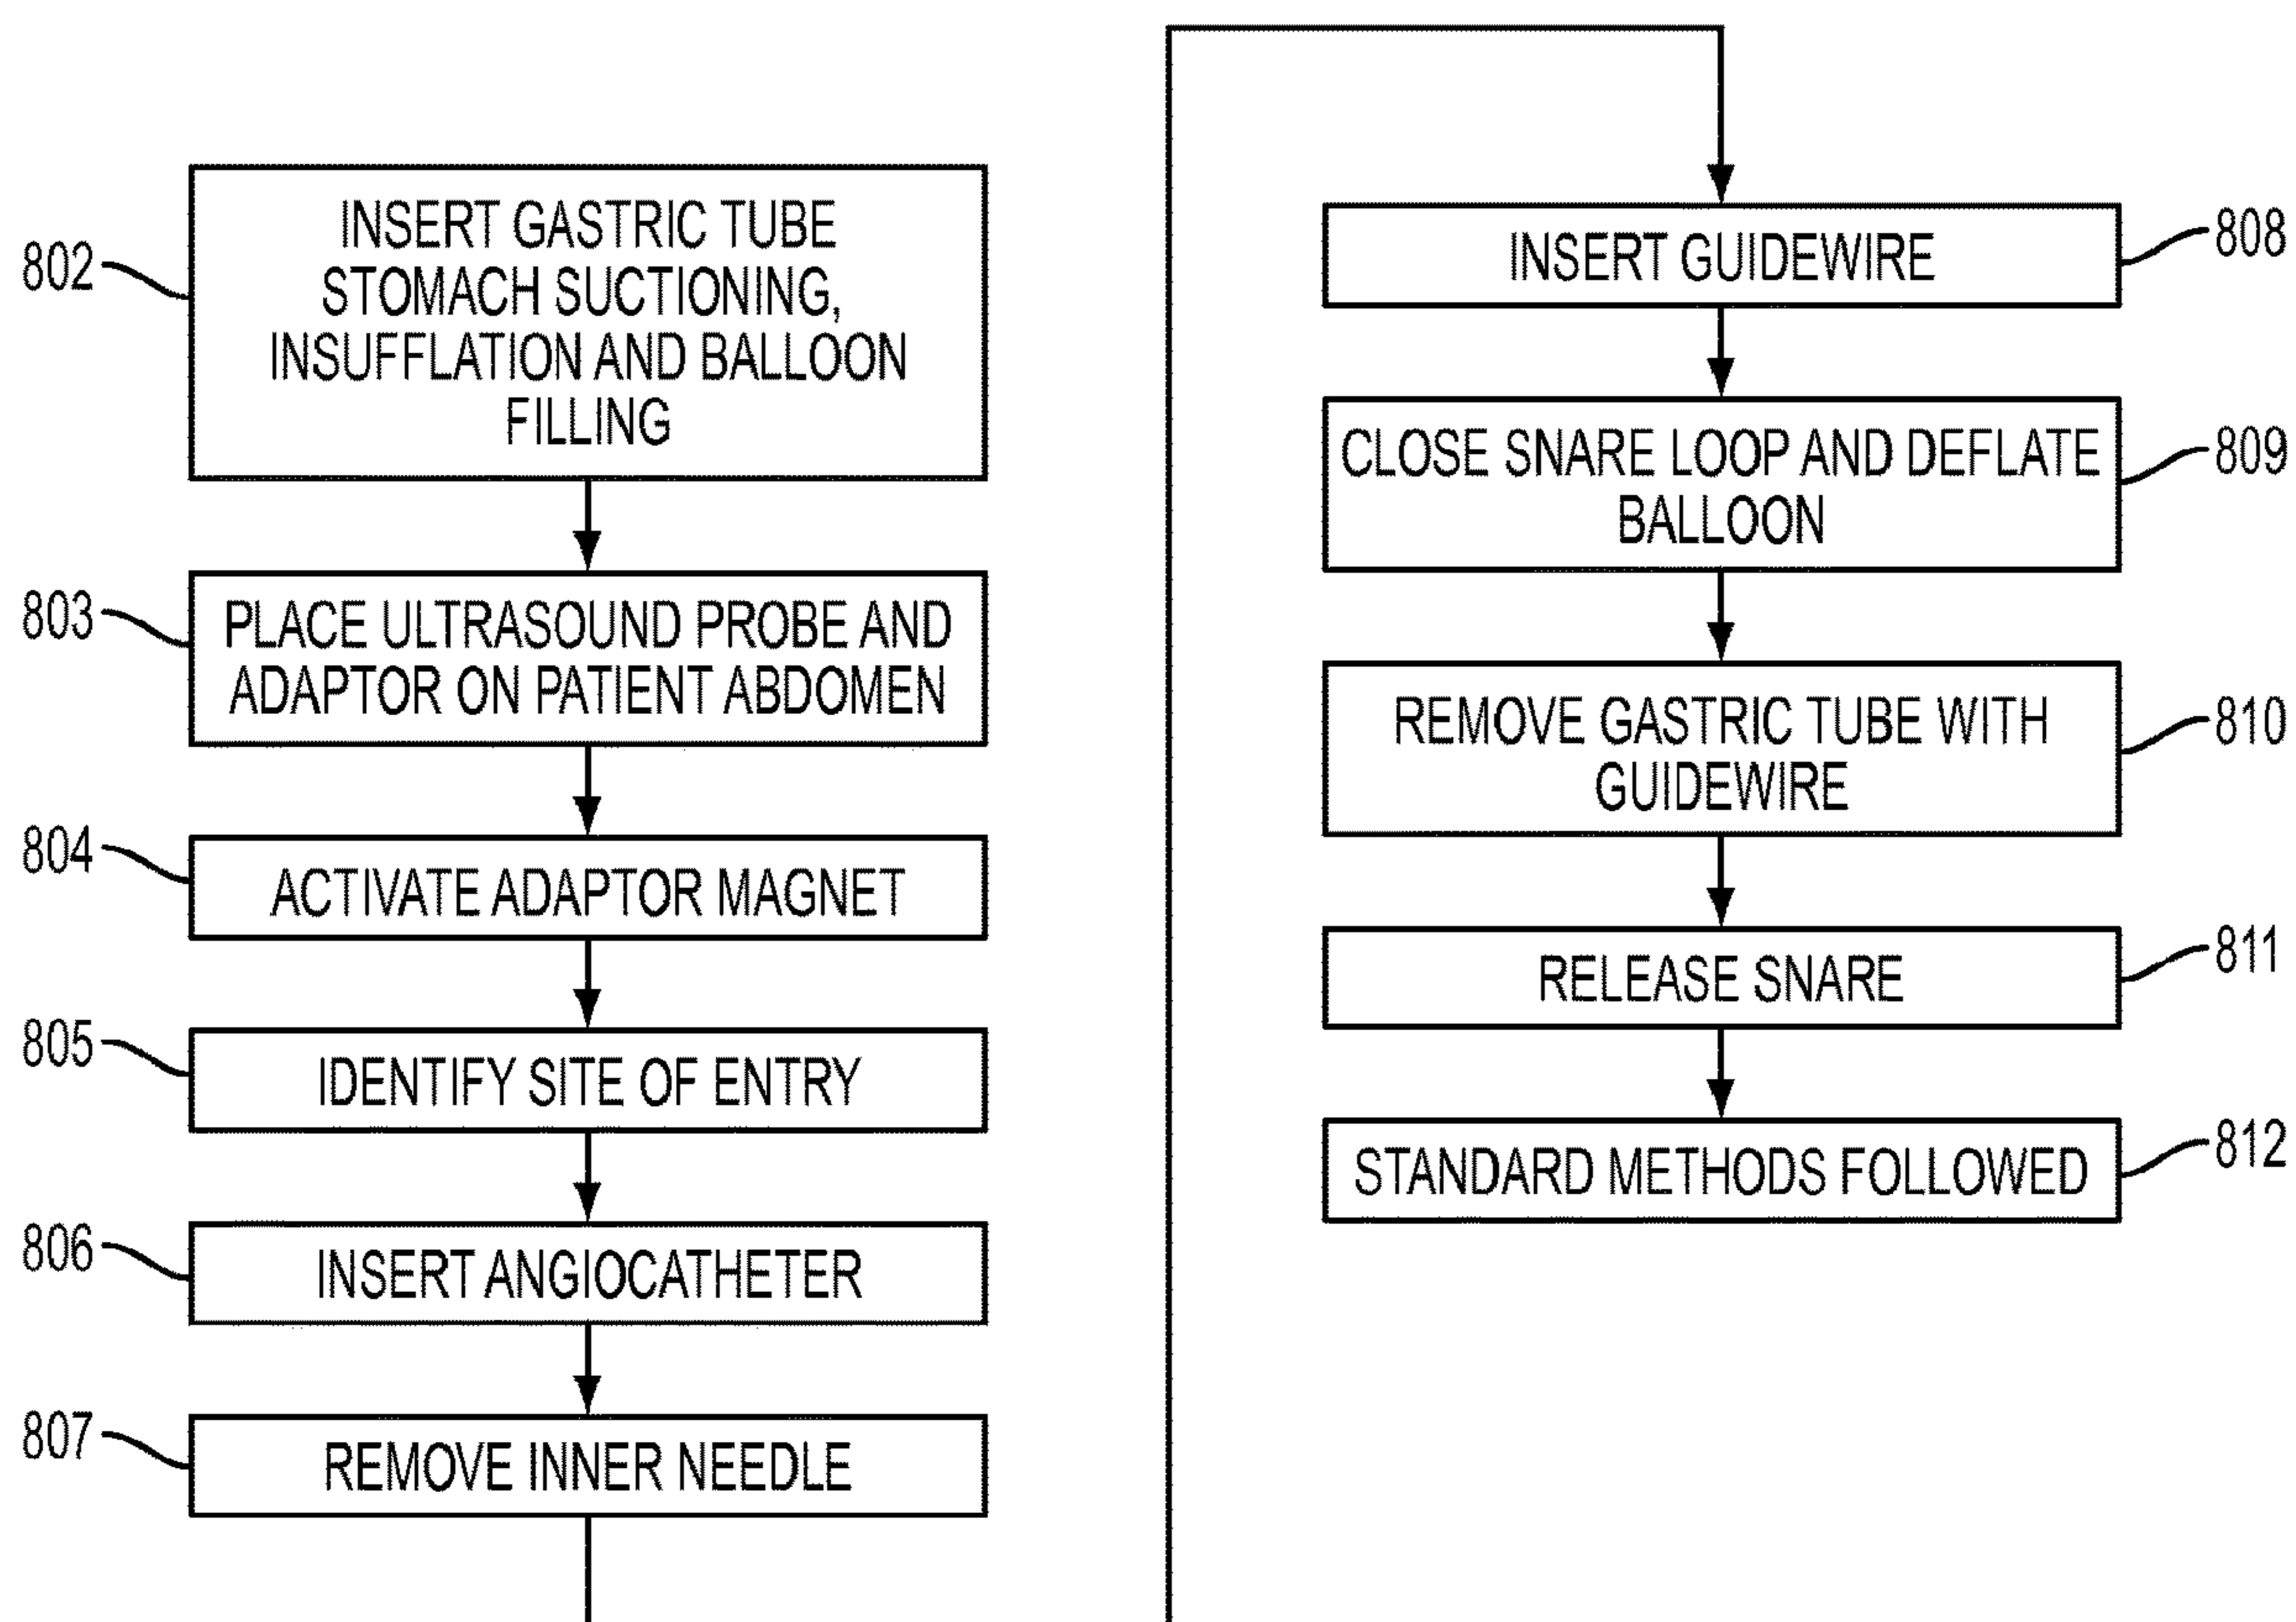 802
INSERT GASTRIC TUBE
STOMACH SUCTIONING,
INSUFFLATION AND BALLOON
FILLING
803
PLACE ULTRASOUND PROBE AND
ADAPTOR ON PATIENT ABDOMEN
804
ACTIVATE ADAPTOR MAGNET
805
IDENTIFY SITE OF ENTRY
806
INSERT ANGIOCATHETER
807
REMOVE INNER NEEDLE
INSERT GUIDEWIRE
808
CLOSE SNARE LOOP AND DEFLATE
BALLOON
809
REMOVE GASTRIC TUBE WITH
GUIDEWIRE
810
RELEASE SNARE
811
STANDARD METHODS FOLLOWED
812